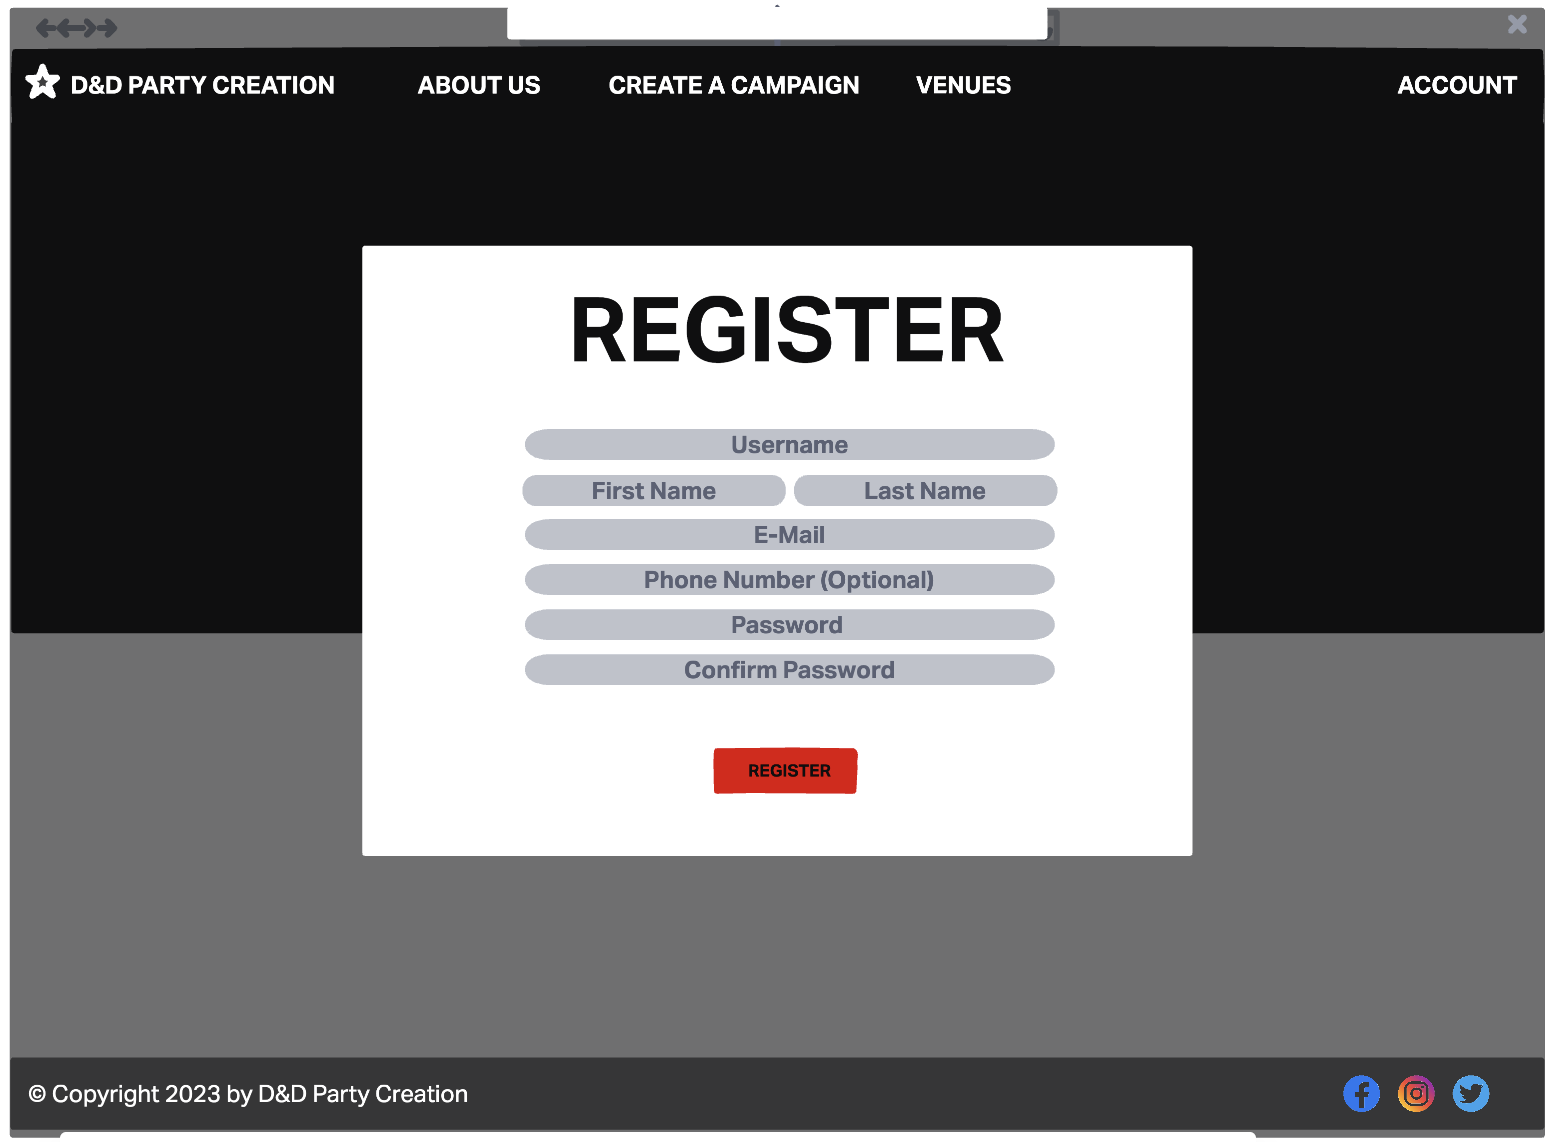 D&D PARTY CREATION ABOUT US CREATE A CAMPAIGN VENUES ACCOUNT
REGISTER
Username
First Name Last Name
E-Mail
Phone Number (Optional)
Password
Confirm Password
REGISTER
© Copyright 2023 by D&D Party Creation